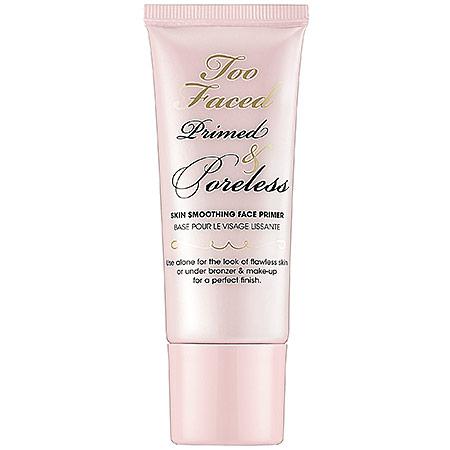 Too
Faced
Primed
&
Poreless
SKIN SMOOTHING FACE PRIMER
BASE POUR LE VISAGE LISSANTE
Use alone for the look of flawless skin
or under bronzer & make-up
for a perfect finish.